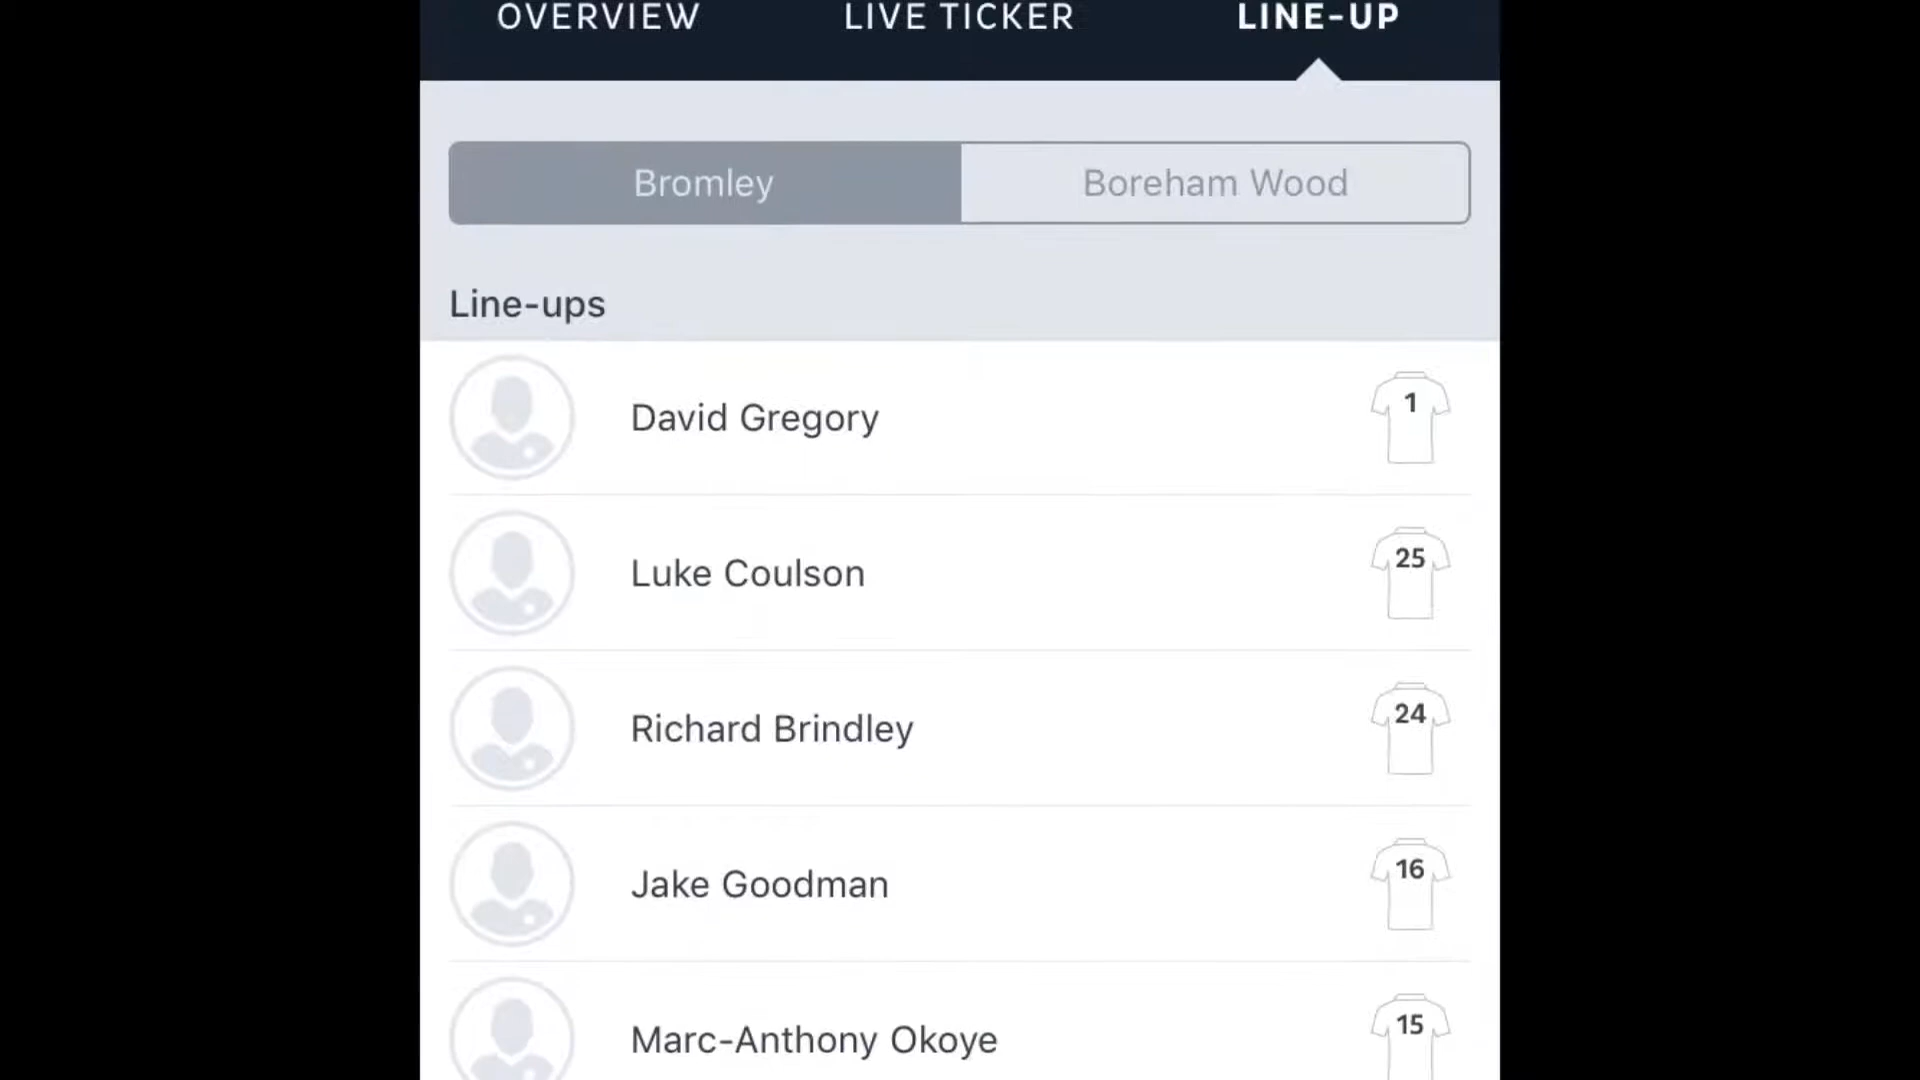 OVERVIEW LIVE TICKER LINE-UP
Bromley Boreham Wood
Line-ups
David Gregory 1
Luke Coulson 25
Richard Brindley 24
Jake Goodman 16
Marc-Anthony Okoye 15